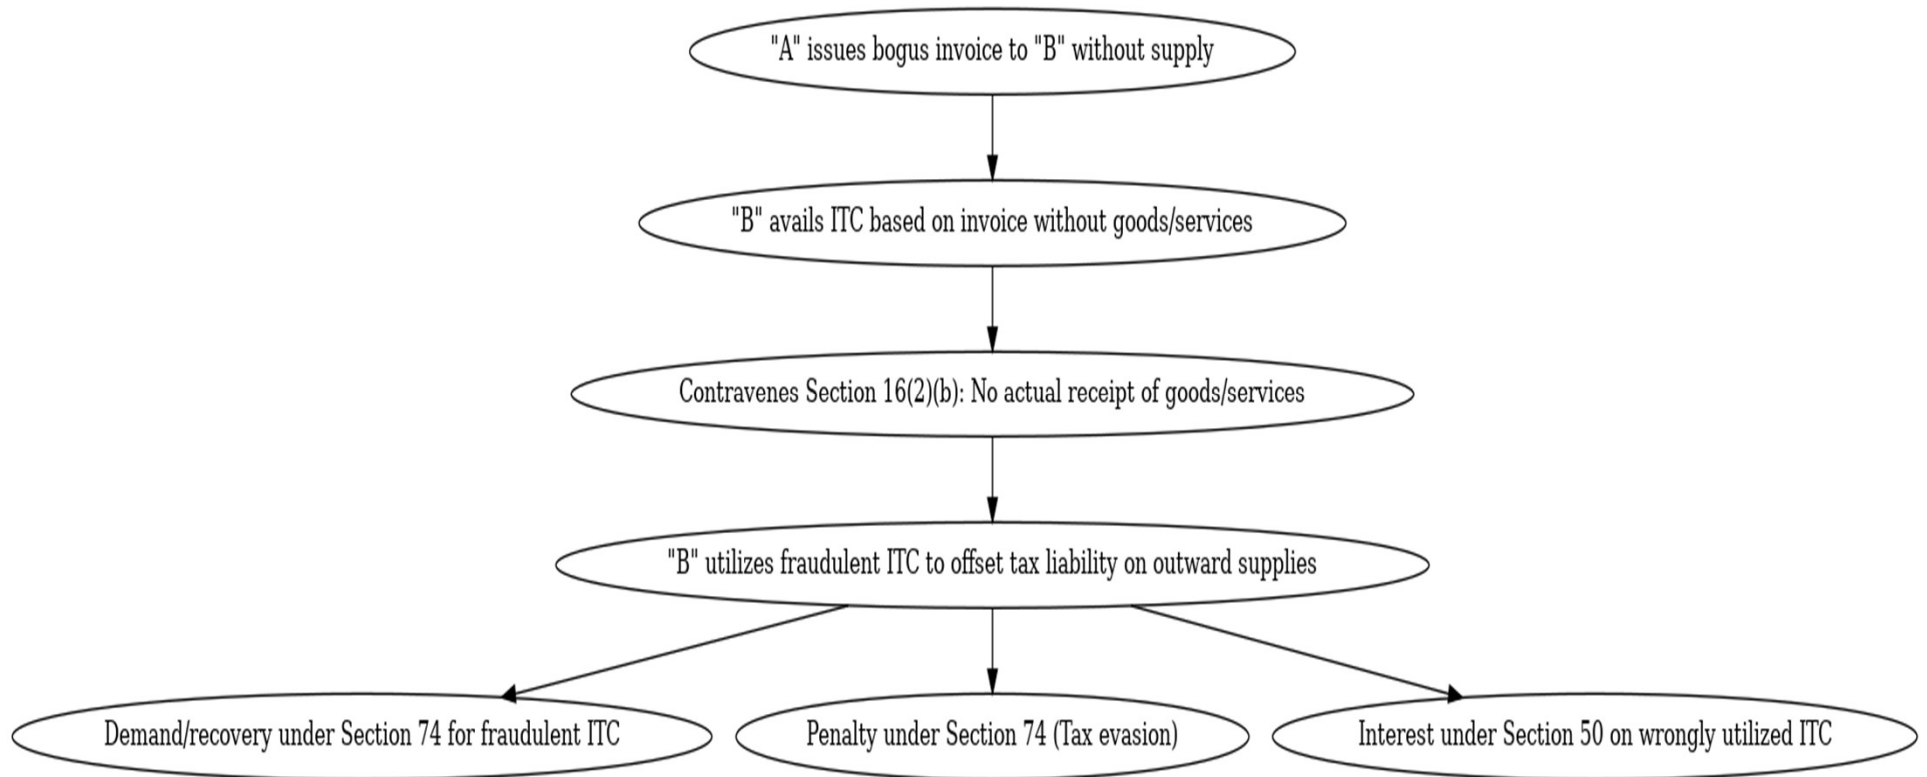 "A" issues bogus invoice to "B" without supply
"B" avails ITC based on invoice without goods/services
Contravenes Section 16(2)(b): No actual receipt of goods/services
"B" utilizes fraudulent ITC to offset tax liability on outward supplies
Demand/recovery under Section 74 for fraudulent ITC
Penalty under Section 74 (Tax evasion)
Interest under Section 50 on wrongly utilized ITC